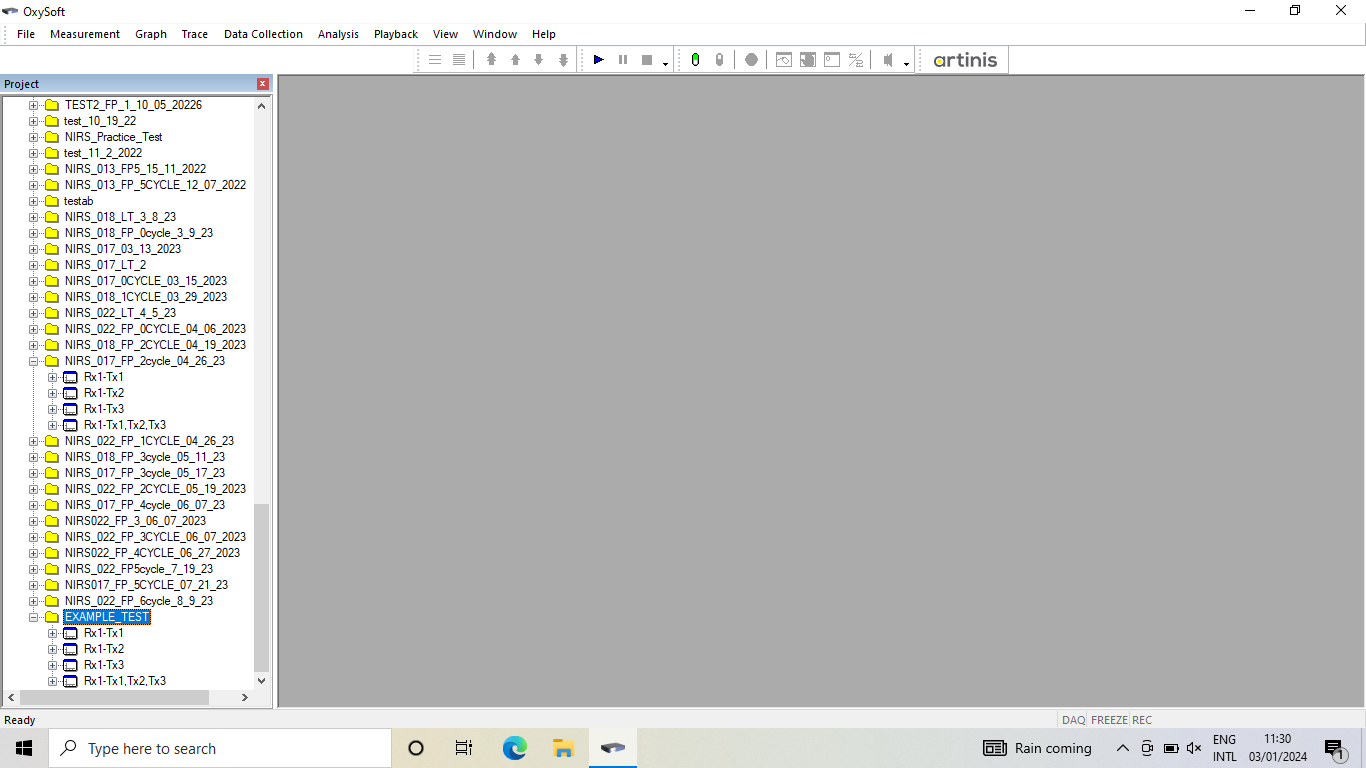 OxySoft
File Measurement Graph Trace Data Collection Analysis Playback View Window Help
artinis
Project
TEST2_FP_1_10_05_20226
test_10_19_22
NIRS_Practice_Test
test_11_2_2022
NIRS_013_FP5_15_11_2022
NIRS_013_FP_5CYCLE_12_07_2022
testab
NIRS_018_LT_3_8_23
NIRS_018_FP_0cycle_3_9_23
NIRS_017_03_13_2023
NIRS_017_LT_2
NIRS_017_0CYCLE_03_15_2023
NIRS_018_1CYCLE_03_29_2023
NIRS_022_LT_4_5_23
NIRS_022_FP_0CYCLE_04_06_2023
NIRS_018_FP_2CYCLE_04_19_2023
NIRS_017_FP_2cycle_04_26_23
Rx1-Tx1
Rx1-Tx2
Rx1-Tx3
Rx1-Tx1,Tx2,Tx3
NIRS_022_FP_1CYCLE_04_26_23
NIRS_018_FP_3cycle_05_11_23
NIRS_017_FP_3cycle_05_17_23
NIRS_022_FP_2CYCLE_05_19_2023
NIRS_017_FP_4cycle_06_07_23
NIRS022_FP_3_06_07_2023
NIRS_022_FP_3CYCLE_06_07_2023
NIRS022_FP_4CYCLE_06_27_2023
NIRS_022_FP5cycle_7_19_23
NIRS017_FP_5CYCLE_07_21_23
NIRS_022_FP_6cycle_8_9_23
EXAMPLE_TEST
Rx1-Tx1
Rx1-Tx2
Rx1-Tx3
Rx1-Tx1,Tx2,Tx3
Ready DAQ FREEZE REC
Type here to search Rain coming ENG 11:30
INTL 03/01/2024 1